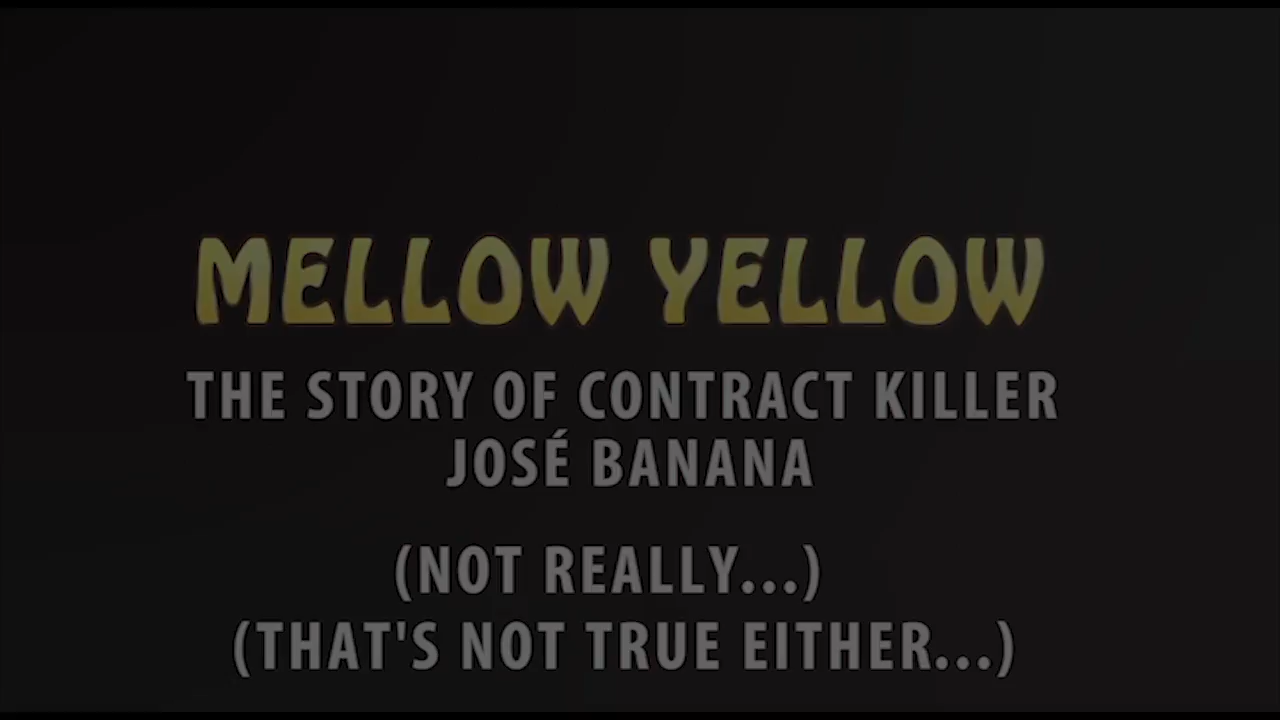 MELLOW YELLOW
THE STORY OF CONTRACT KILLER
JOSÉ BANANA
(NOT REALLY...)
(THAT'S NOT TRUE EITHER...)